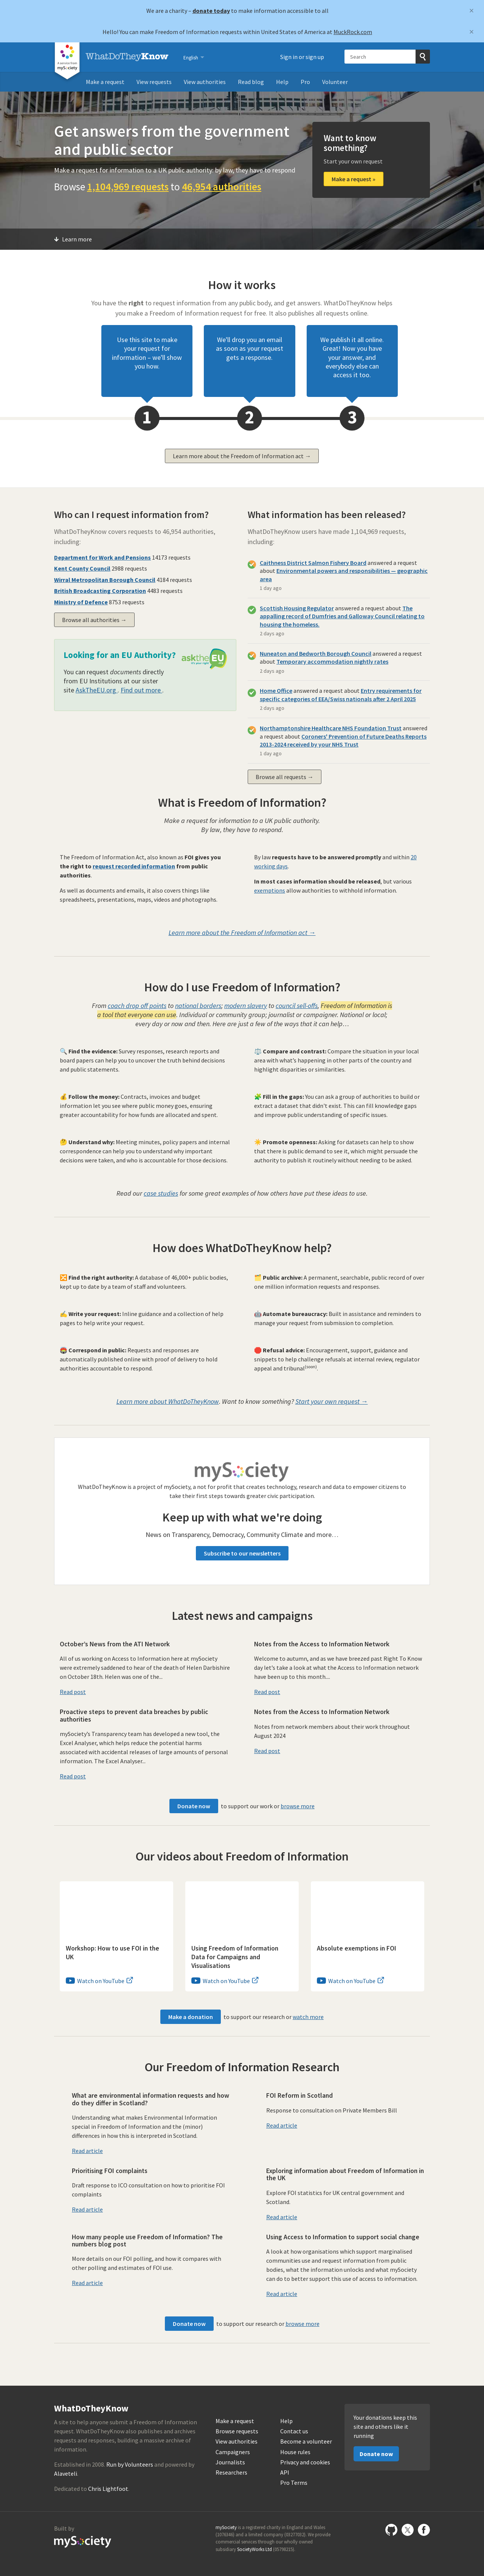 We are a charity – donate today to make information accessible to all
Hello! You can make Freedom of Information requests within United States of America at MuckRock.com
A service from mySociety
WhatDoTheyKnow
English
Sign in or sign up
Search
Make a request
View requests
View authorities
Read blog
Help
Pro
Volunteer
Get answers from the government
and public sector
Make a request for information to a UK public authority: by law, they have to respond
Browse 1,104,969 requests to 46,954 authorities
Want to know
something?
Start your own request
Make a request »
Learn more
How it works
You have the right to request information from any public body, and get answers. WhatDoTheyKnow helps
you make a Freedom of Information request for free. It also publishes all requests online.
Use this site to make
your request for
information – we'll show
you how.
We'll drop you an email
as soon as your request
gets a response.
We publish it all online.
Great! Now you have
your answer, and
everybody else can
access it too.
1
2
3
Learn more about the Freedom of Information act →
Who can I request information from?
WhatDoTheyKnow covers requests to 46,954 authorities,
including:
Department for Work and Pensions 14173 requests
Kent County Council 2988 requests
Wirral Metropolitan Borough Council 4184 requests
British Broadcasting Corporation 4483 requests
Ministry of Defence 8753 requests
Browse all authorities →
Looking for an EU Authority?
asktheEU
You can request documents directly
from EU Institutions at our sister
site AskTheEU.org . Find out more .
What information has been released?
WhatDoTheyKnow users have made 1,104,969 requests,
including:
Caithness District Salmon Fishery Board answered a request
about Environmental powers and responsibilities — geographic
area
1 day ago
Scottish Housing Regulator answered a request about The
appalling record of Dumfries and Galloway Council relating to
housing the homeless.
2 days ago
Nuneaton and Bedworth Borough Council answered a request
about Temporary accommodation nightly rates
2 days ago
Home Office answered a request about Entry requirements for
specific categories of EEA/Swiss nationals after 2 April 2025
2 days ago
Northamptonshire Healthcare NHS Foundation Trust answered
a request about Coroners' Prevention of Future Deaths Reports
2013-2024 received by your NHS Trust
1 day ago
Browse all requests →
What is Freedom of Information?
Make a request for information to a UK public authority.
By law, they have to respond.
The Freedom of Information Act, also known as FOI gives you
the right to request recorded information from public
authorities.
As well as documents and emails, it also covers things like
spreadsheets, presentations, maps, videos and photographs.
By law requests have to be answered promptly and within 20
working days.
In most cases information should be released, but various
exemptions allow authorities to withhold information.
Learn more about the Freedom of Information act →
How do I use Freedom of Information?
From coach drop off points to national borders; modern slavery to council sell-offs, Freedom of Information is
a tool that everyone can use. Individual or community group; journalist or campaigner. National or local;
every day or now and then. Here are just a few of the ways that it can help…
🔍 Find the evidence: Survey responses, research reports and
board papers can help you to uncover the truth behind decisions
and public statements.
⚖️ Compare and contrast: Compare the situation in your local
area with what's happening in other parts of the country and
highlight disparities or similarities.
💰 Follow the money: Contracts, invoices and budget
information let you see where public money goes, ensuring
greater accountability for how funds are allocated and spent.
🧩 Fill in the gaps: You can ask a group of authorities to build or
extract a dataset that didn't exist. This can fill knowledge gaps
and improve public understanding of specific issues.
🤔 Understand why: Meeting minutes, policy papers and internal
correspondence can help you to understand why important
decisions were taken, and who is accountable for those decisions.
☀️ Promote openness: Asking for datasets can help to show
that there is public demand to see it, which might persuade the
authority to publish it routinely without needing to be asked.
Read our case studies for some great examples of how others have put these ideas to use.
How does WhatDoTheyKnow help?
🔀 Find the right authority: A database of 46,000+ public bodies,
kept up to date by a team of staff and volunteers.
🗂️ Public archive: A permanent, searchable, public record of over
one million information requests and responses.
✍️ Write your request: Inline guidance and a collection of help
pages to help write your request.
🤖 Automate bureaucracy: Built in assistance and reminders to
manage your request from submission to completion.
Correspond in public: Requests and responses are
automatically published online with proof of delivery to hold
authorities accountable to respond.
🛑 Refusal advice: Encouragement, support, guidance and
snippets to help challenge refusals at internal review, regulator
appeal and tribunal[soon].
Learn more about WhatDoTheyKnow. Want to know something? Start your own request →
mySociety
WhatDoTheyKnow is a project of mySociety, a not for profit that creates technology, research and data to empower citizens to
take their first steps towards greater civic participation.
Keep up with what we're doing
News on Transparency, Democracy, Community Climate and more…
Subscribe to our newsletters
Latest news and campaigns
October's News from the ATI Network
All of us working on Access to Information here at mySociety
were extremely saddened to hear of the death of Helen Darbishire
on October 18th. Helen was one of the...
Read post
Notes from the Access to Information Network
Welcome to autumn, and as we have breezed past Right To Know
day let's take a look at what the Access to Information network
have been up to this month....
Read post
Proactive steps to prevent data breaches by public
authorities
mySociety's Transparency team has developed a new tool, the
Excel Analyser, which helps reduce the potential harms
associated with accidental releases of large amounts of personal
information. The Excel Analyser...
Read post
Notes from the Access to Information Network
Notes from network members about their work throughout
August 2024
Read post
Donate now to support our work or browse more
Our videos about Freedom of Information
Workshop: How to use FOI in the
UK
Watch on YouTube
Using Freedom of Information
Data for Campaigns and
Visualisations
Watch on YouTube
Absolute exemptions in FOI
Watch on YouTube
Make a donation to support our research or watch more
Our Freedom of Information Research
What are environmental information requests and how
do they differ in Scotland?
Understanding what makes Environmental Information
special in Freedom of Information and the (minor)
differences in how this is interpreted in Scotland.
Read article
FOI Reform in Scotland
Response to consultation on Private Members Bill
Read article
Prioritising FOI complaints
Draft response to ICO consultation on how to prioritise FOI
complaints
Read article
Exploring information about Freedom of Information in
the UK
Explore FOI statistics for UK central government and
Scotland.
Read article
How many people use Freedom of Information? The
numbers blog post
More details on our FOI polling, and how it compares with
other polling and estimates of FOI use.
Read article
Using Access to Information to support social change
A look at how organisations which support marginalised
communities use and request information from public
bodies, what the information unlocks and what mySociety
can do to better support this use of access to information.
Read article
Donate now to support our research or browse more
WhatDoTheyKnow
A site to help anyone submit a Freedom of Information
request. WhatDoTheyKnow also publishes and archives
requests and responses, building a massive archive of
information.
Established in 2008. Run by Volunteers and powered by
Alaveteli.
Dedicated to Chris Lightfoot.
Make a request
Browse requests
View authorities
Campaigners
Journalists
Researchers
Help
Contact us
Become a volunteer
House rules
Privacy and cookies
API
Pro Terms
Your donations keep this
site and others like it
running
Donate now
Built by
mySociety
mySociety is a registered charity in England and Wales
(1076346) and a limited company (03277032). We provide
commercial services through our wholly owned
subsidiary SocietyWorks Ltd (05798215).